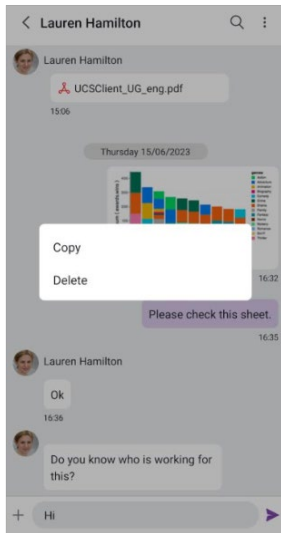 Lauren Hamilton
Lauren Hamilton
UCSClient_UG_eng.pdf
15:06
Thursday 15/06/2023
Copy
Delete
16:32
Please check this sheet.
16:35
Lauren Hamilton
Ok
16:36
Do you know who is working for
this?
Hi